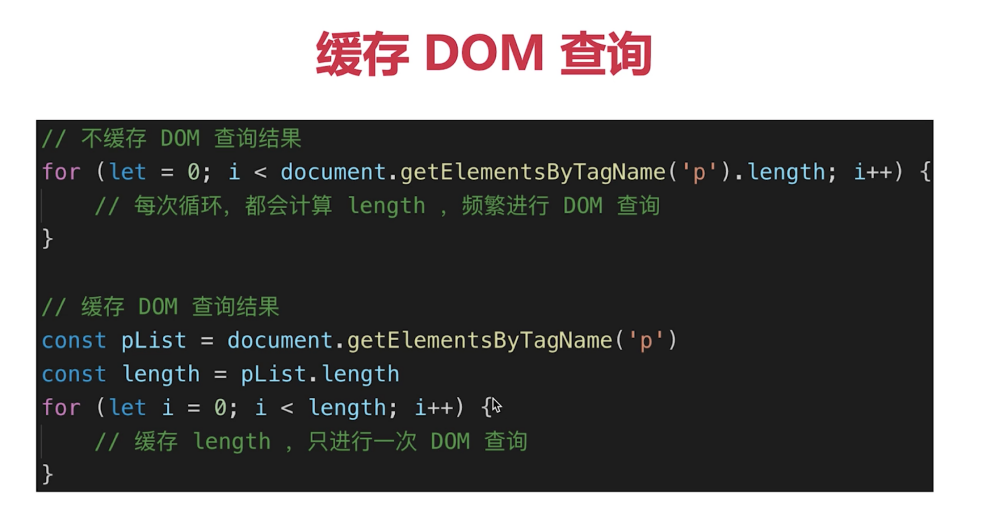 缓存 DOM 查询
// 不缓存 DOM 查询结果
for (let = 0; i < document.getElementsByTagName('p').length; i++) {
    // 每次循环，都会计算 length ，频繁进行 DOM 查询
}
// 缓存 DOM 查询结果
const pList = document.getElementsByTagName('p')
const length = pList.length
for (let i = 0; i < length; i++) {
    // 缓存 length ，只进行一次 DOM 查询
}